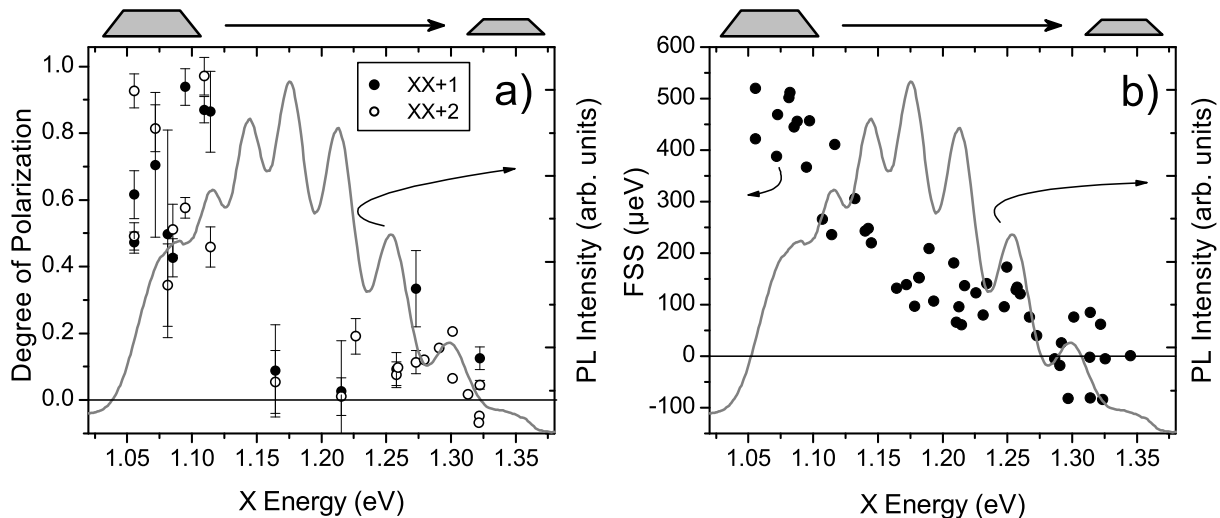 a)
XX+1
XX+2
Degree of Polarization
1.0
0.8
0.6
0.4
0.2
0.0
1.05 1.10 1.15 1.20 1.25 1.30 1.35
X Energy (eV)
PL Intensity (arb. units)
b)
FSS (μeV)
600
500
400
300
200
100
0
-100
1.05 1.10 1.15 1.20 1.25 1.30 1.35
X Energy (eV)
PL Intensity (arb. units)